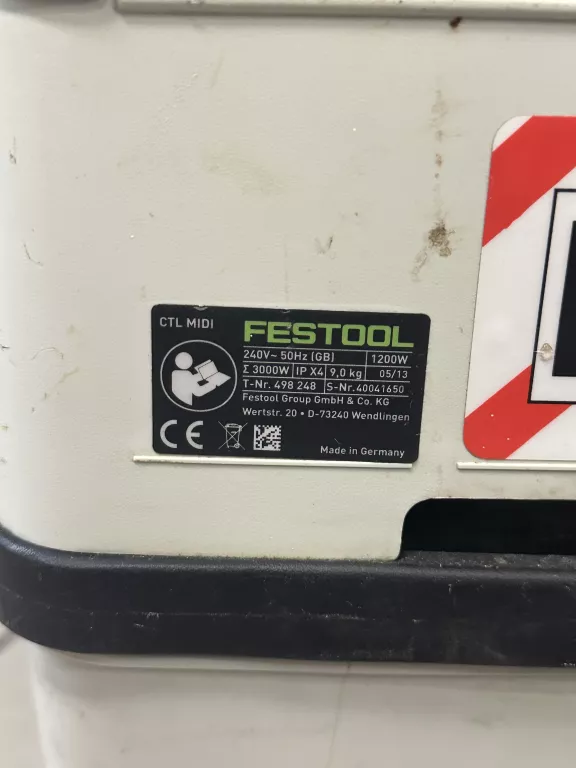 CTL MIDI
FESTOOL
240V~ 50Hz (GB) 1200W
Σ 3000W IP X4 9,0 kg 05/13
T-Nr. 498 248 S-Nr.40041650
Festool Group GmbH & Co. KG
Wertstr. 20 • D-73240 Wendlingen
CE
Made in Germany